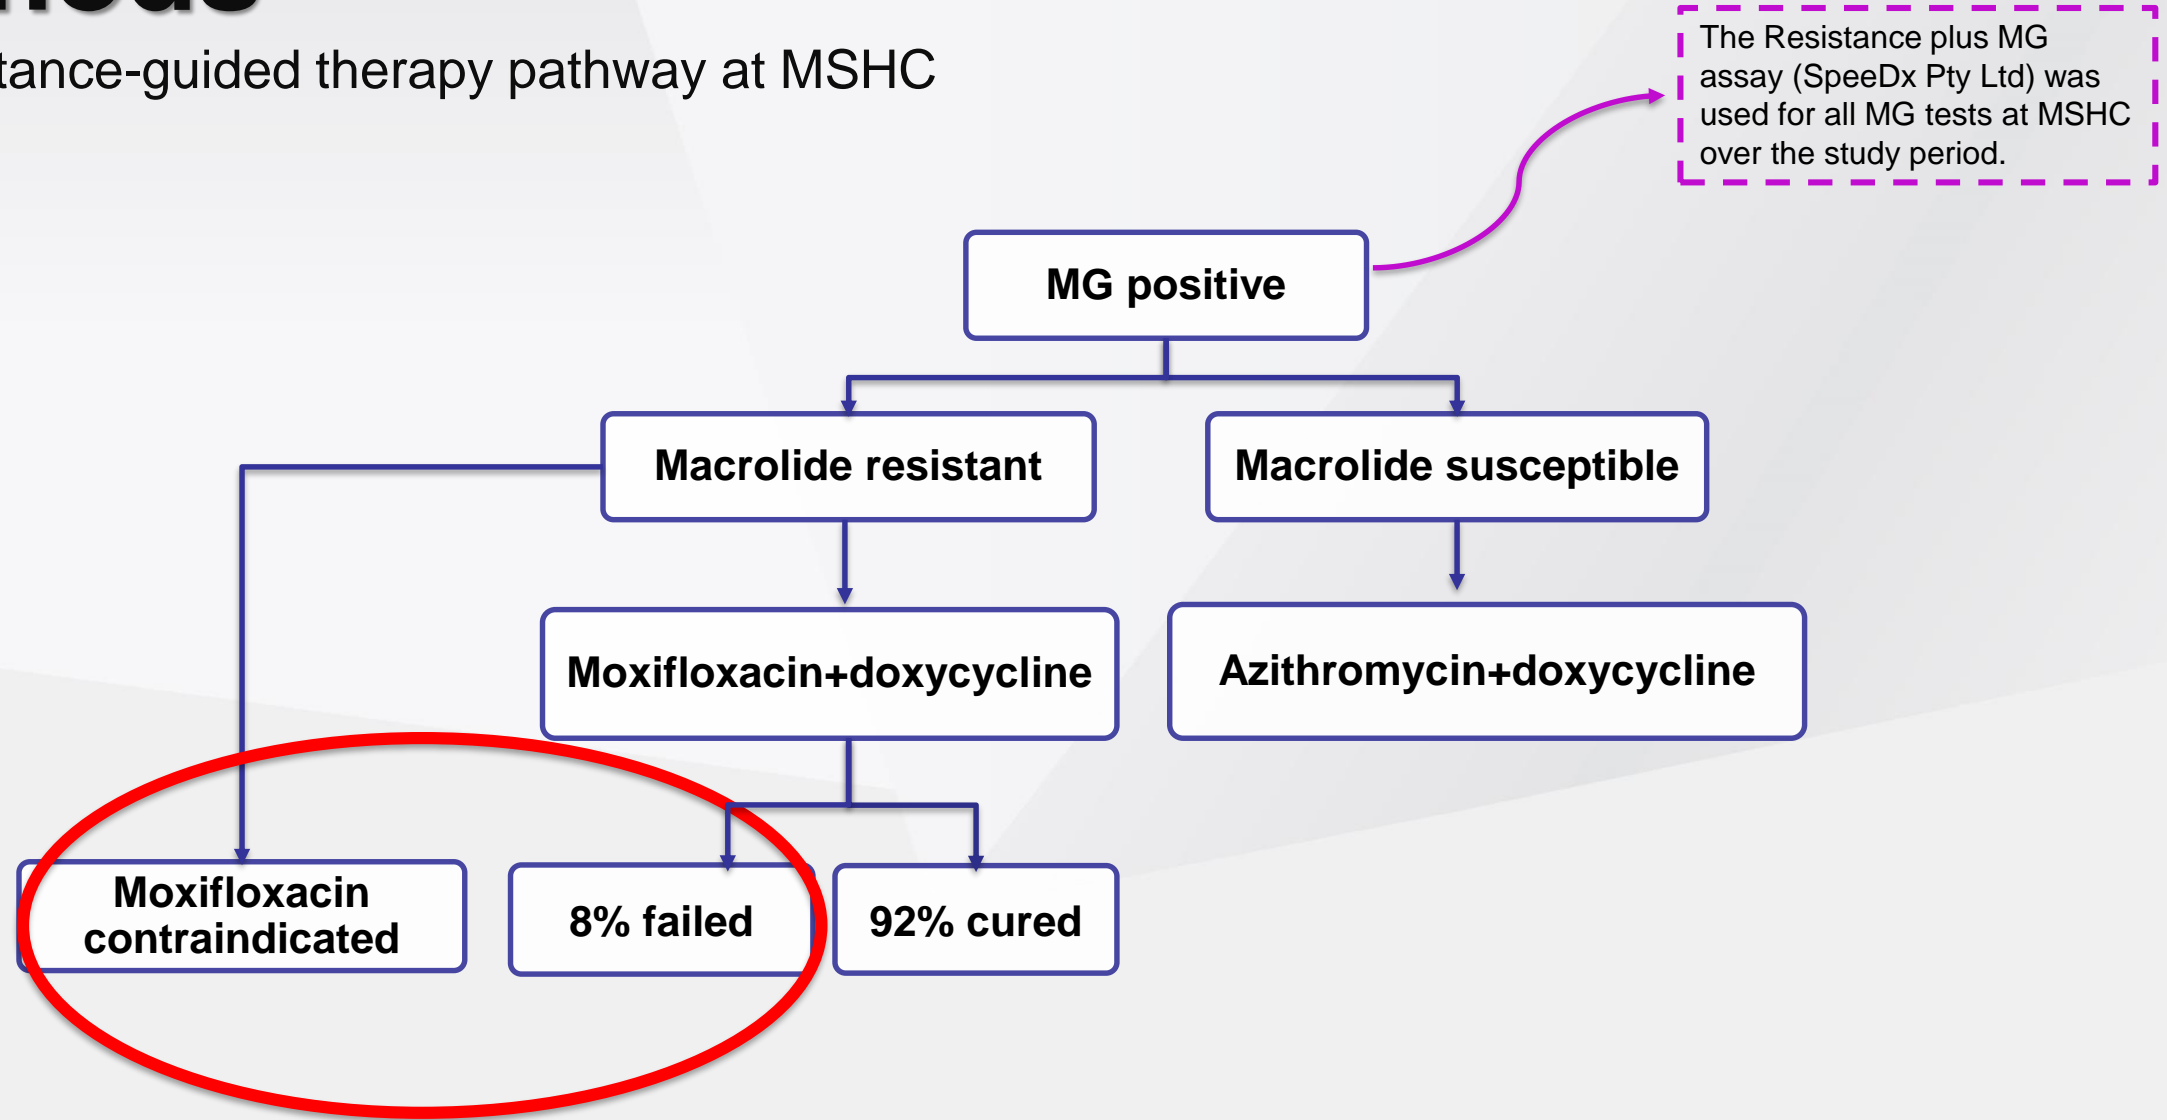 tance-guided therapy pathway at MSHC
The Resistance plus MG
assay (SpeeDx Pty Ltd) was
used for all MG tests at MSHC
over the study period.
MG positive
Macrolide resistant
Macrolide susceptible
Moxifloxacin+doxycycline
Azithromycin+doxycycline
Moxifloxacin
contraindicated
8% failed
92% cured